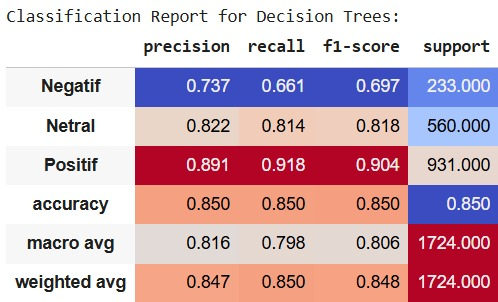 Classification Report for Decision Trees:
precision recall f1-score support
Negatif 0.737 0.661 0.697 233.000
Netral 0.822 0.814 0.818 560.000
Positif 0.891 0.918 0.904 931.000
accuracy 0.850 0.850 0.850 0.850
macro avg 0.816 0.798 0.806 1724.000
weighted avg 0.847 0.850 0.848 1724.000